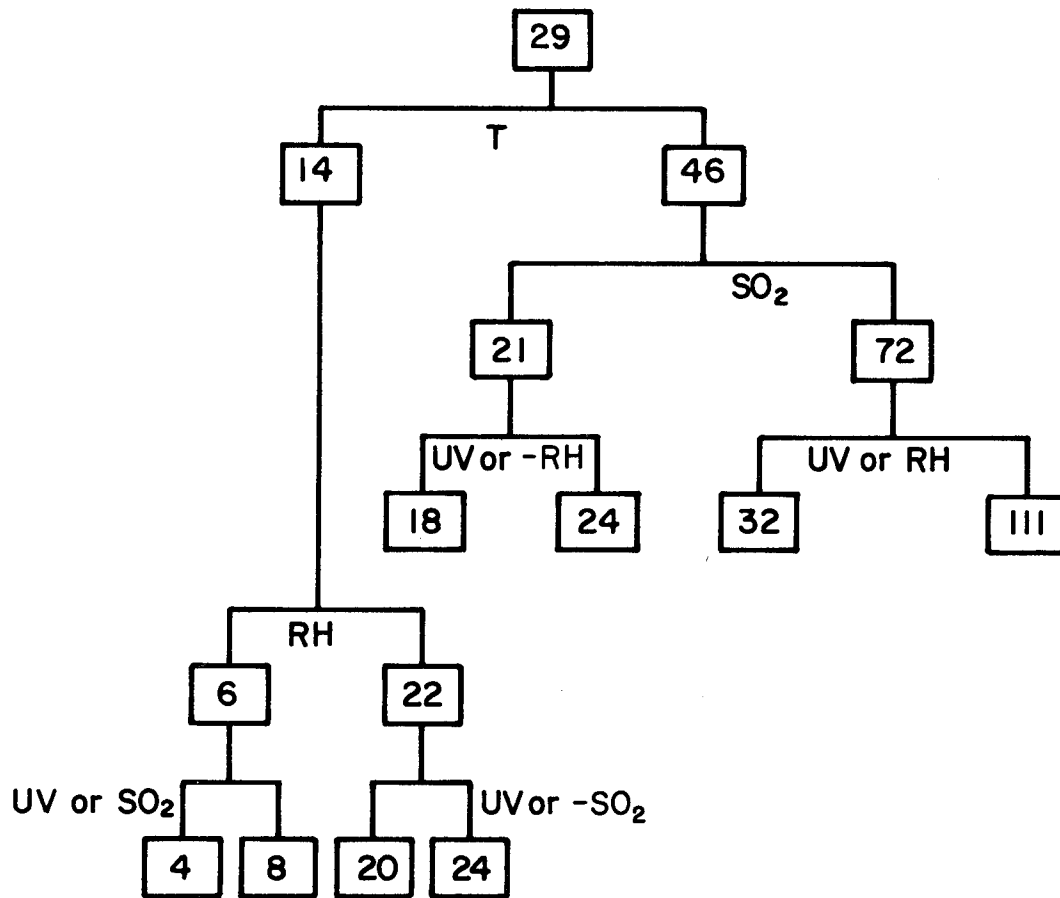 29
T
14
46
SO₂
21
72
UV or -RH
UV or RH
18
24
32
111
RH
6
22
UV or SO₂
UV or -SO₂
4
8
20
24